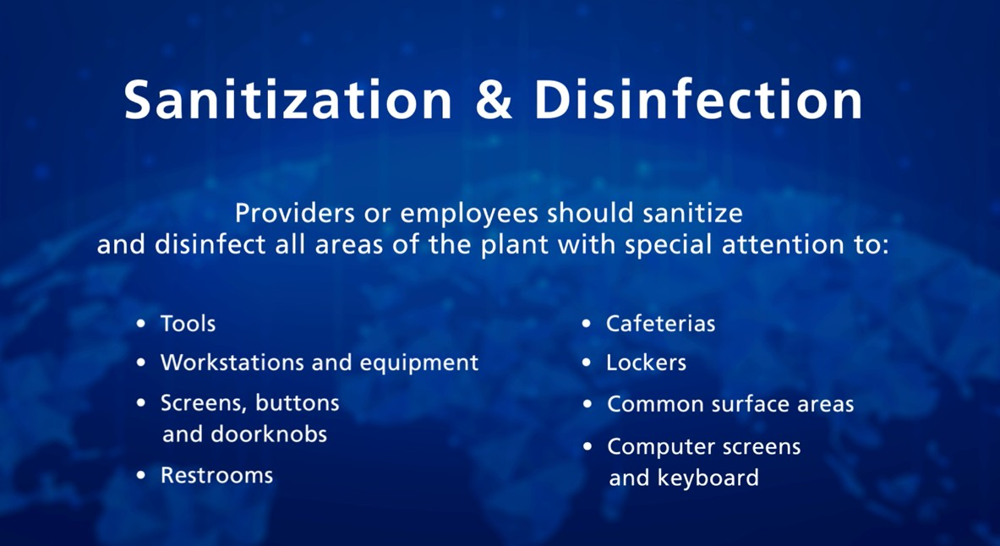 Sanitization & Disinfection
Providers or employees should sanitize
and disinfect all areas of the plant with special attention to:
• Tools
• Workstations and equipment
• Screens, buttons
and doorknobs
• Restrooms
• Cafeterias
• Lockers
• Common surface areas
• Computer screens
and keyboard